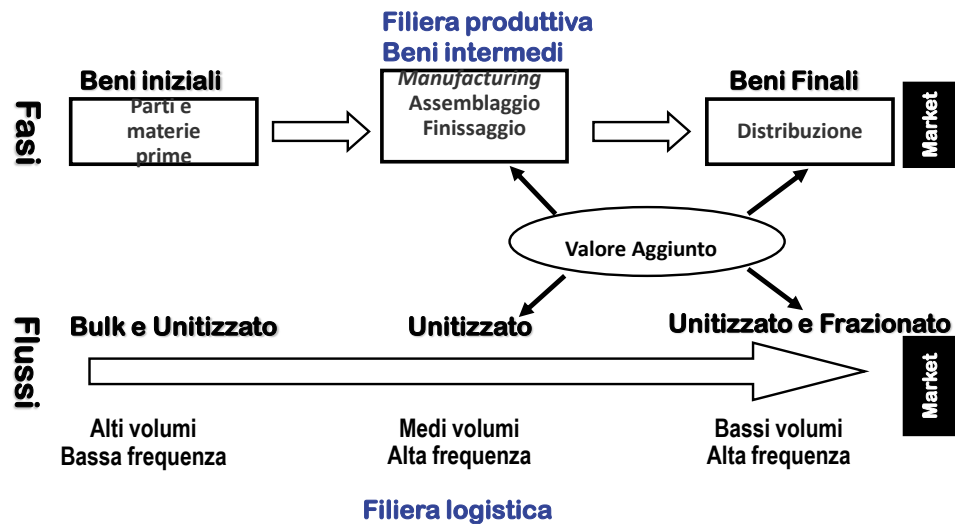 Filiera produttiva
Beni intermedi
Beni iniziali
Beni Finali
Fasi
Parti e
materie
prime
Manufacturing
Assemblaggio
Finissaggio
Distribuzione
Market
Valore Aggiunto
Flussi
Bulk e Unitizzato
Unitizzato
Unitizzato e Frazionato
Market
Alti volumi
Bassa frequenza
Medi volumi
Alta frequenza
Bassi volumi
Alta frequenza
Filiera logistica